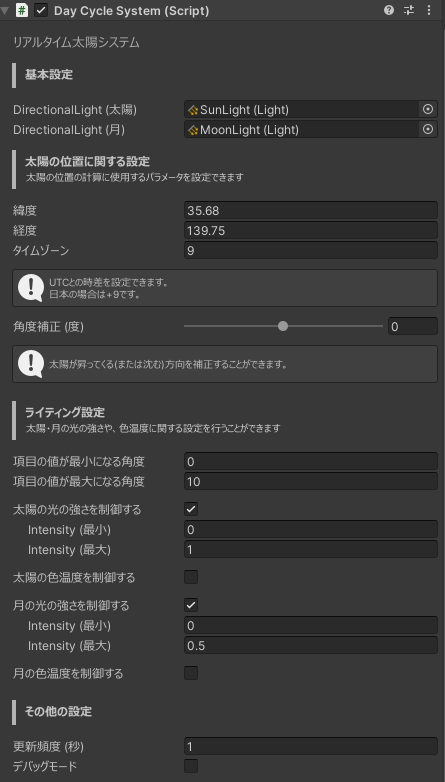 Day Cycle System (Script)
リアルタイム太陽システム
基本設定
DirectionalLight (太陽) SunLight (Light)
DirectionalLight (月) MoonLight (Light)
太陽の位置に関する設定
太陽の位置の計算に使用するパラメータを設定できます
緯度 35.68
経度 139.75
タイムゾーン 9
UTCとの時差を設定できます。
日本の場合は+9です。
角度補正 (度) 0
太陽が昇ってくる(または沈む)方向を補正することができます。
ライティング設定
太陽・月の光の強さや、色温度に関する設定を行うことができます
項目の値が最小になる角度 0
項目の値が最大になる角度 10
太陽の光の強さを制御する
Intensity (最小) 0
Intensity (最大) 1
太陽の色温度を制御する
月の光の強さを制御する
Intensity (最小) 0
Intensity (最大) 0.5
月の色温度を制御する
その他の設定
更新頻度 (秒) 1
デバッグモード